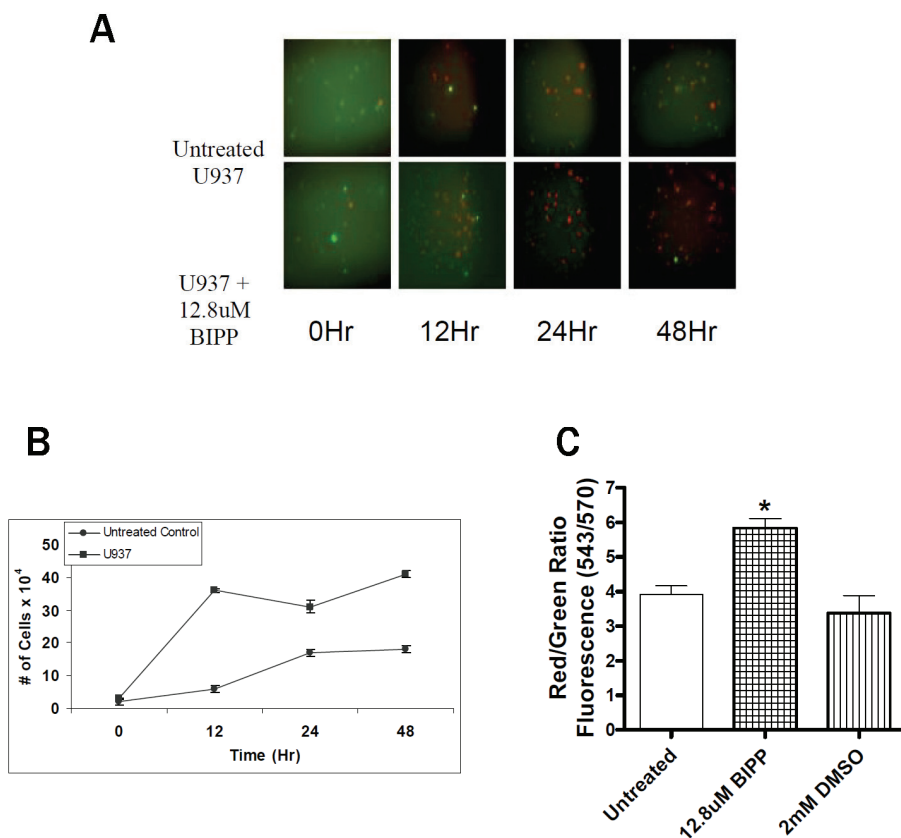 A
Untreated
U937
U937 +
12.8uM
BIPP
0Hr
12Hr
24Hr
48Hr
B
Untreated Control
U937
# of Cells x 10⁴
50
40
30
20
10
0
0
12
24
48
Time (Hr)
C
Red/Green Ratio
Fluorescence (543/570)
7
6
5
4
3
2
1
0
*
Untreated
12.8uM BIPP
2mM DMSO